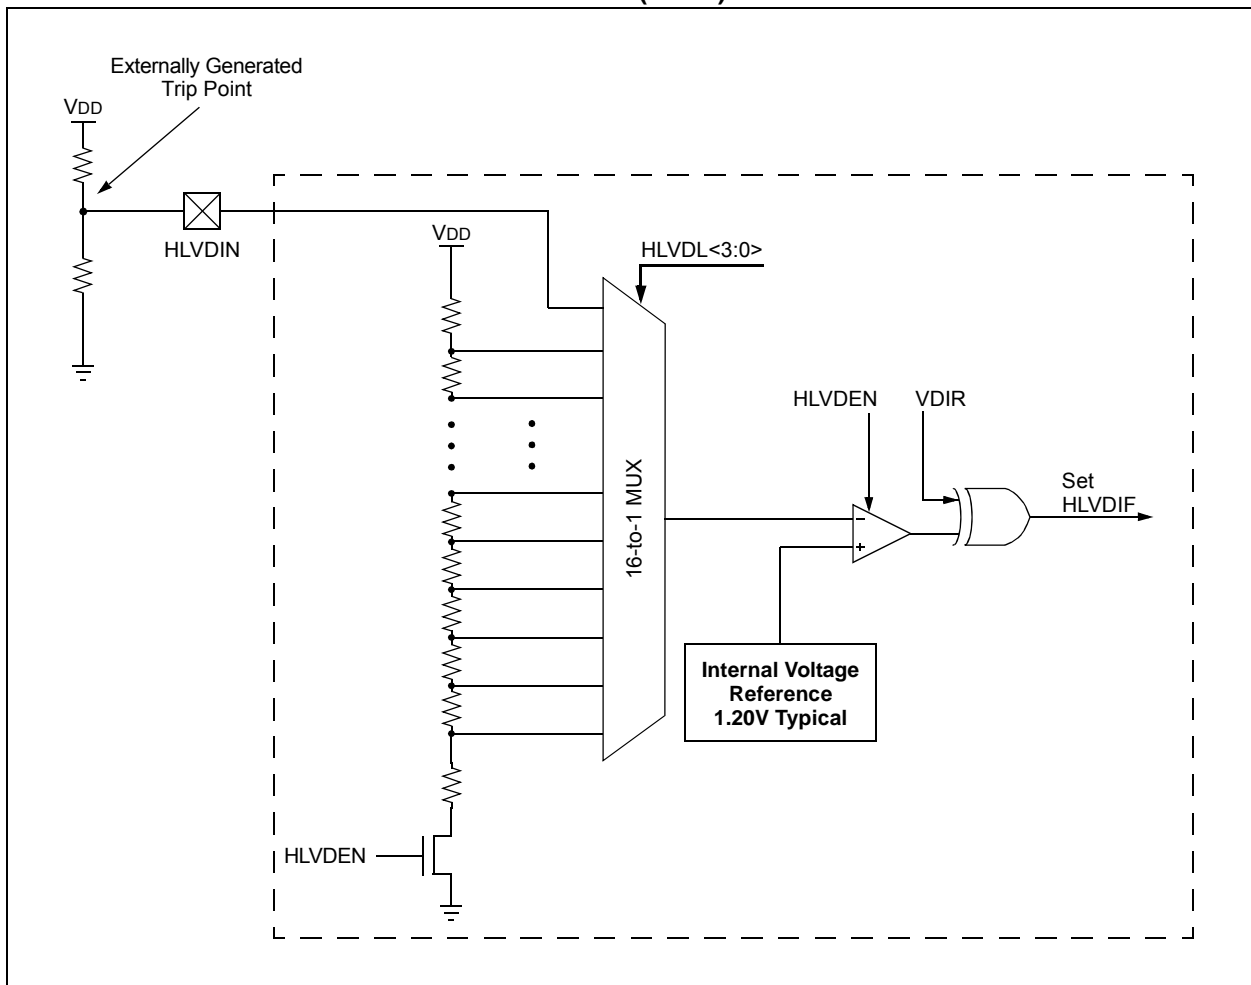 Externally Generated
Trip Point
VDD
HLVDIN
VDD
HLVDL<3:0>
HLVDEN
VDIR
Set
HLVDIF
16-to-1 MUX
–
+
Internal Voltage
Reference
1.20V Typical
HLVDEN